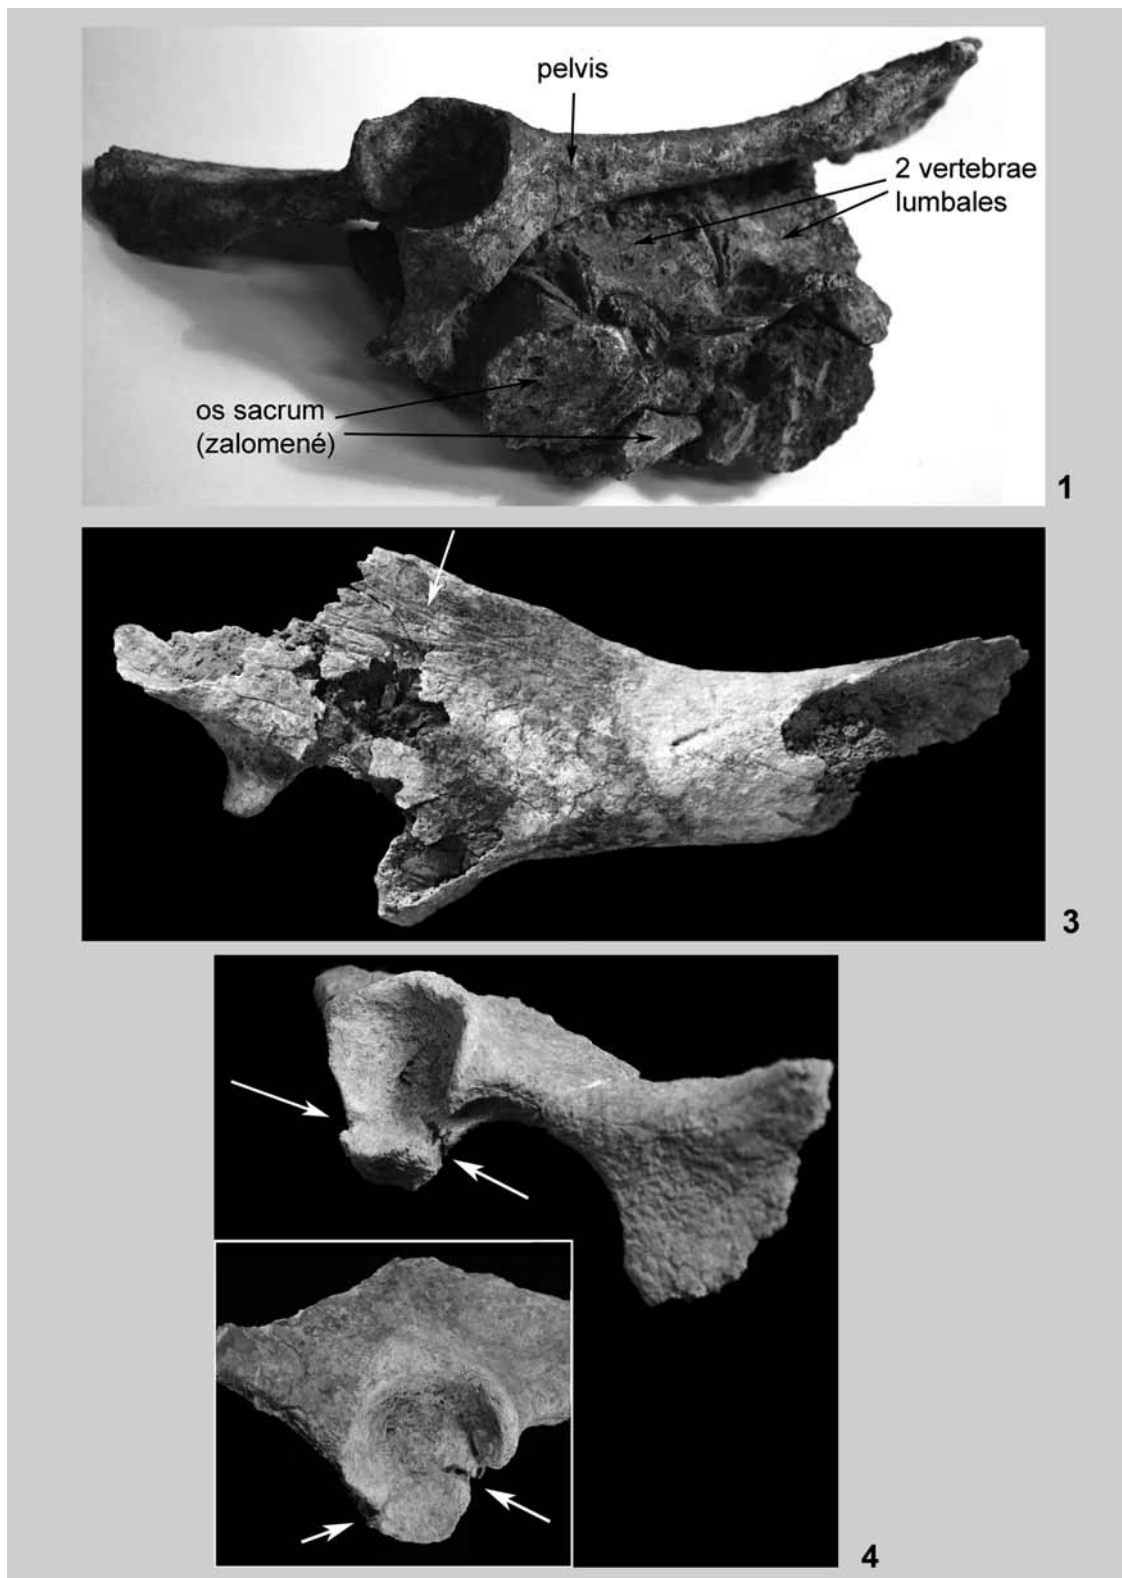 pelvis
2 vertebrae
lumbales
os sacrum
(zalomené)
1
3
4